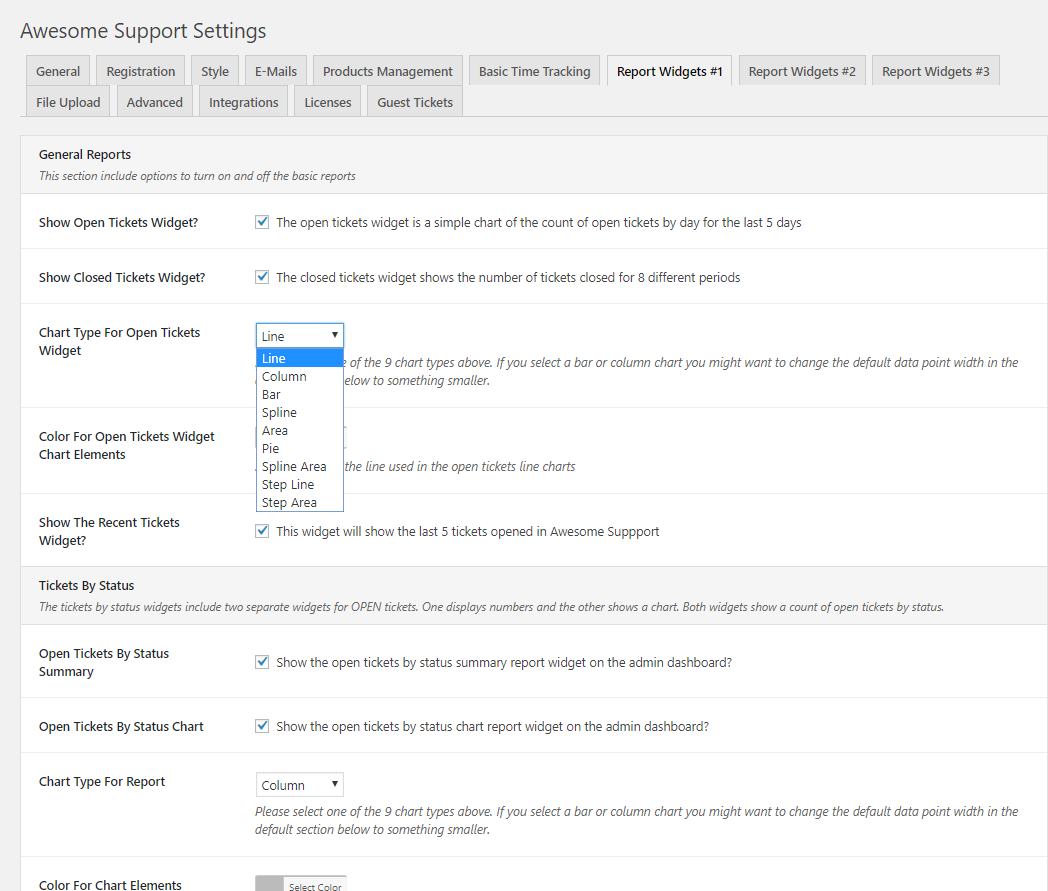 Awesome Support Settings
General Registration Style E-Mails Products Management Basic Time Tracking Report Widgets #1 Report Widgets #2 Report Widgets #3
File Upload Advanced Integrations Licenses Guest Tickets
General Reports
This section include options to turn on and off the basic reports
Show Open Tickets Widget?
The open tickets widget is a simple chart of the count of open tickets by day for the last 5 days
Show Closed Tickets Widget?
The closed tickets widget shows the number of tickets closed for 8 different periods
Chart Type For Open Tickets
Widget
Line
Line
Column
Bar
Spline
Area
Pie
Spline Area
Step Line
Step Area
of the 9 chart types above. If you select a bar or column chart you might want to change the default data point width in the
elow to something smaller.
Color For Open Tickets Widget
Chart Elements
the line used in the open tickets line charts
Show The Recent Tickets
Widget?
This widget will show the last 5 tickets opened in Awesome Suppport
Tickets By Status
The tickets by status widgets include two separate widgets for OPEN tickets. One displays numbers and the other shows a chart. Both widgets show a count of open tickets by status.
Open Tickets By Status
Summary
Show the open tickets by status summary report widget on the admin dashboard?
Open Tickets By Status Chart
Show the open tickets by status chart report widget on the admin dashboard?
Chart Type For Report
Column
Please select one of the 9 chart types above. If you select a bar or column chart you might want to change the default data point width in the
default section below to something smaller.
Color For Chart Elements
Select Color